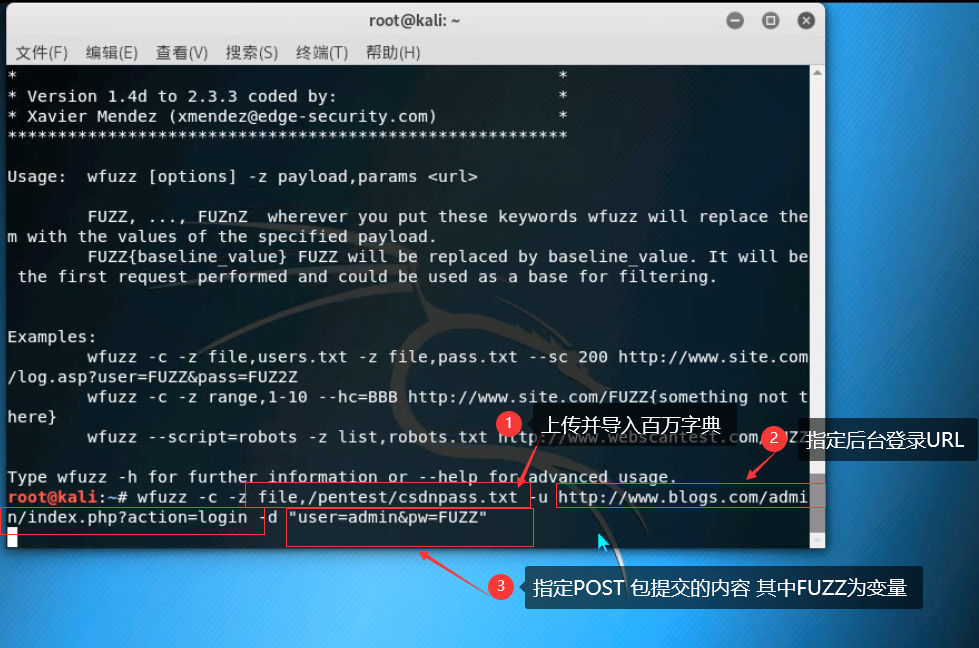 root@kali: ~
文件(F) 编辑(E) 查看(V) 搜索(S) 终端(T) 帮助(H)
* *
* Version 1.4d to 2.3.3 coded by: *
* Xavier Mendez (xmendez@edge-security.com) *
********************************************************
Usage: wfuzz [options] -z payload,params <url>
FUZZ, ..., FUZnZ wherever you put these keywords wfuzz will replace the
m with the values of the specified payload.
FUZZ{baseline_value} FUZZ will be replaced by baseline_value. It will be
the first request performed and could be used as a base for filtering.
Examples:
wfuzz -c -z file,users.txt -z file,pass.txt --sc 200 http://www.site.com
/log.asp?user=FUZZ&pass=FUZ2Z
wfuzz -c -z range,1-10 --hc=BBB http://www.site.com/FUZZ{something not t
here}
1 上传并导入百万字典
wfuzz --script=robots -z list,robots.txt http://www.webscantest.com/FUZZ
2 指定后台登录URL
Type wfuzz -h for further information or --help for advanced usage.
root@kali:~# wfuzz -c -z file,/pentest/csdnpass.txt -u http://www.blogs.com/admi
n/index.php?action=login -d "user=admin&pw=FUZZ"
3 指定POST 包提交的内容 其中FUZZ为变量